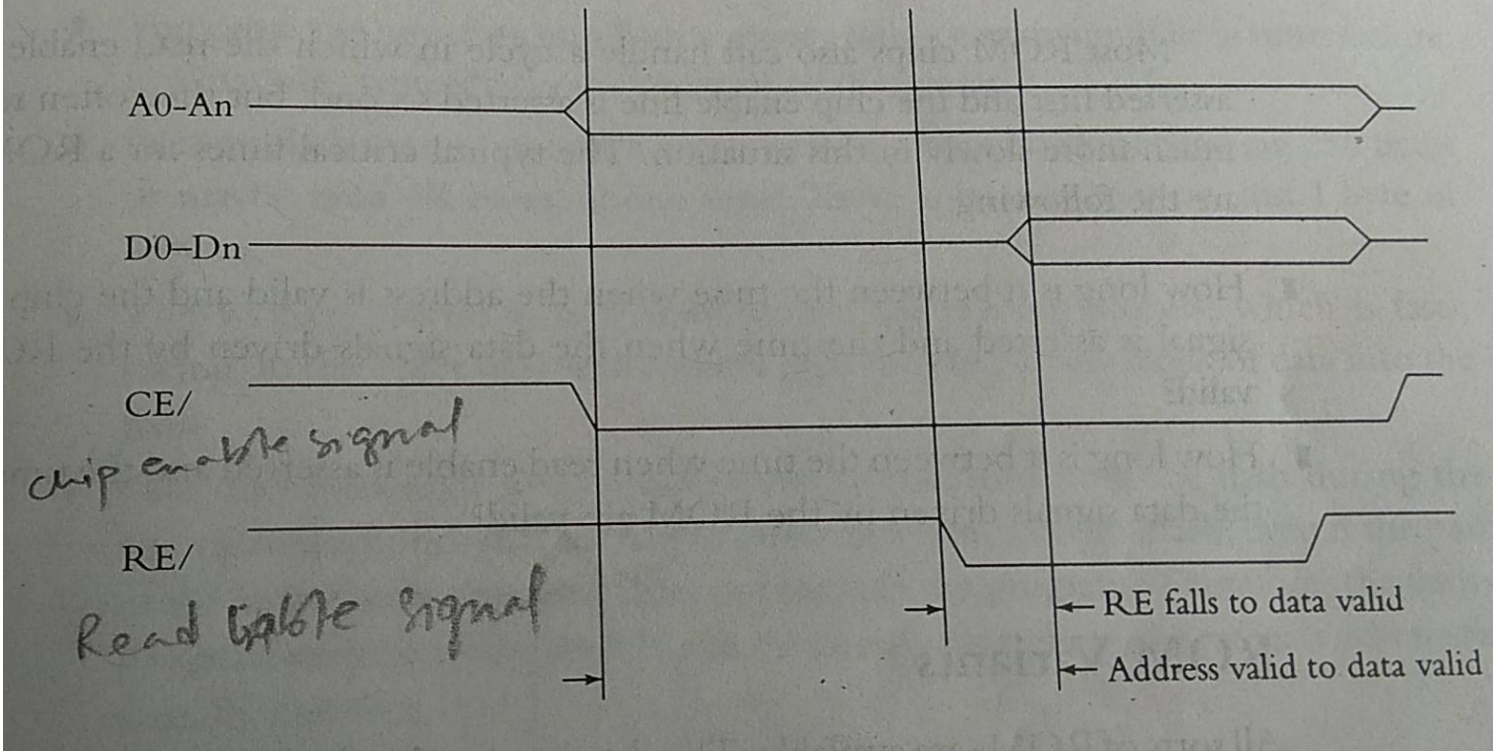 A0-An
D0–Dn
CE/
chip enable signal
RE/
Read signal
RE falls to data valid
Address valid to data valid